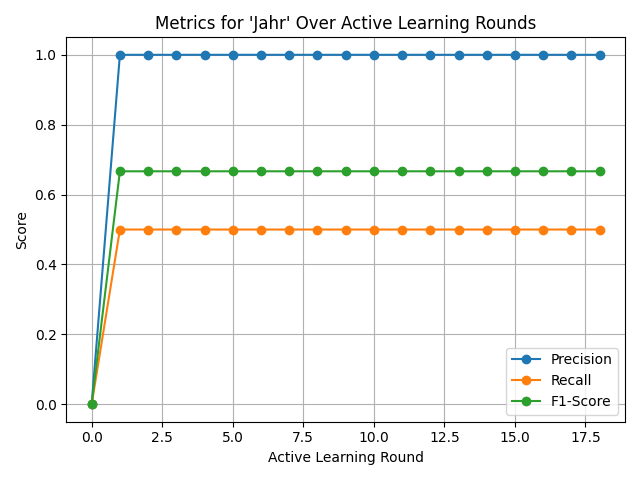 Metrics for 'Jahr' Over Active Learning Rounds
1.0
0.8
0.6
0.4
0.2
0.0
Score
0.0 2.5 5.0 7.5 10.0 12.5 15.0 17.5
Active Learning Round
Precision
Recall
F1-Score